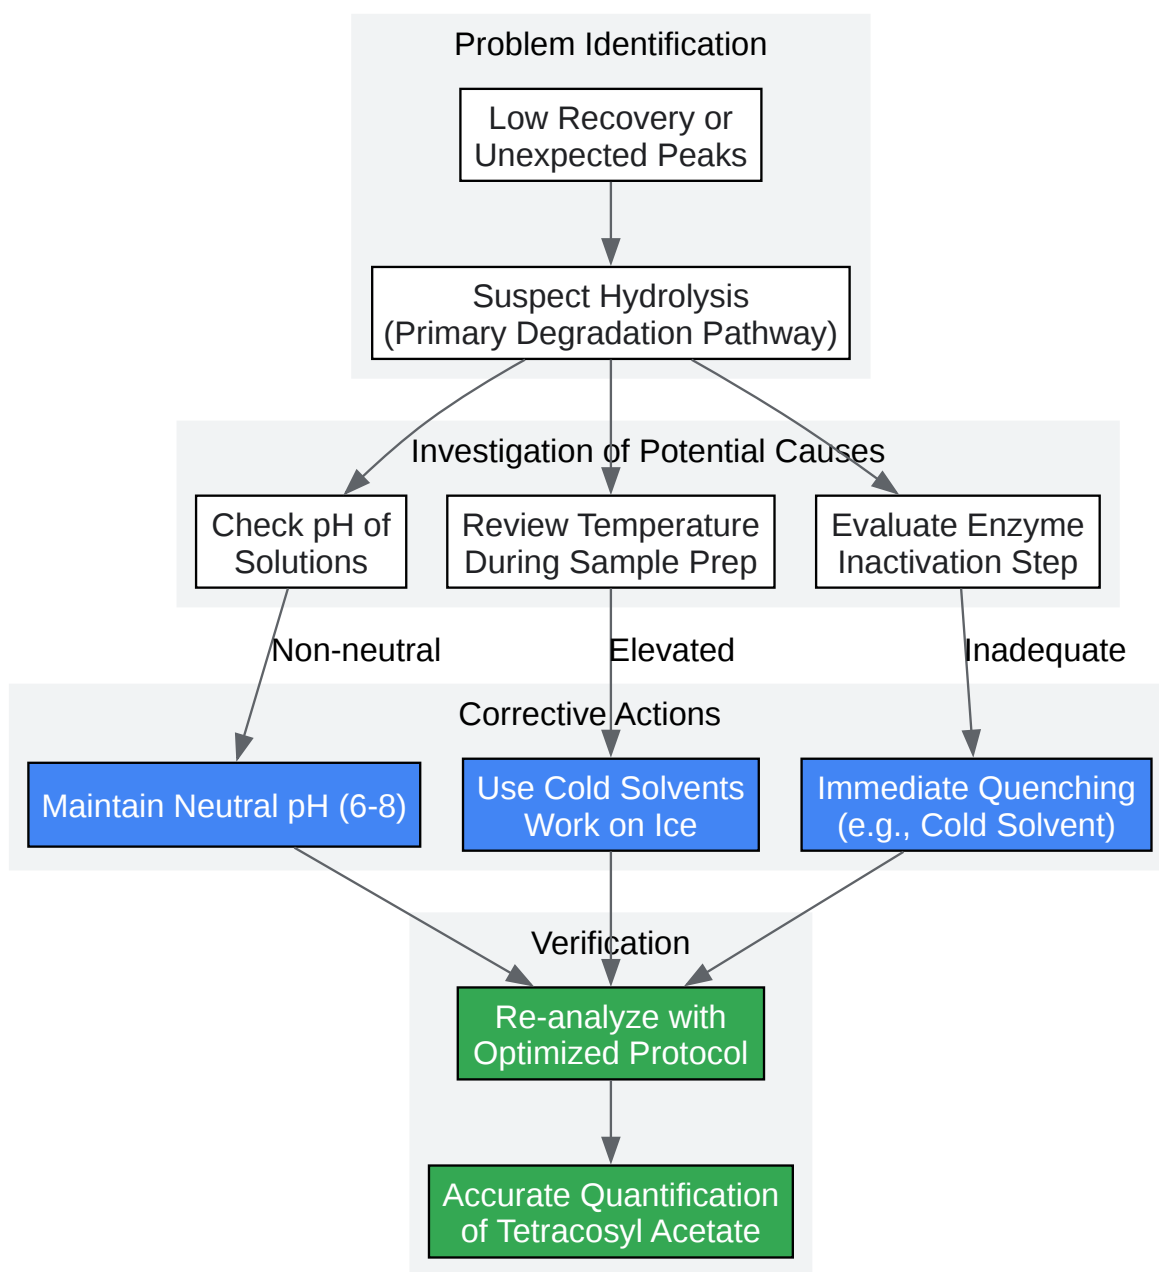 Problem Identification
Low Recovery or
Unexpected Peaks
Suspect Hydrolysis
(Primary Degradation Pathway)
Investigation of Potential Causes
Check pH of
Solutions
Review Temperature
During Sample Prep
Evaluate Enzyme
Inactivation Step
Non-neutral
Elevated
Inadequate
Corrective Actions
Maintain Neutral pH (6-8)
Use Cold Solvents
Work on Ice
Immediate Quenching
(e.g., Cold Solvent)
Verification
Re-analyze with
Optimized Protocol
Accurate Quantification
of Tetracosyl Acetate